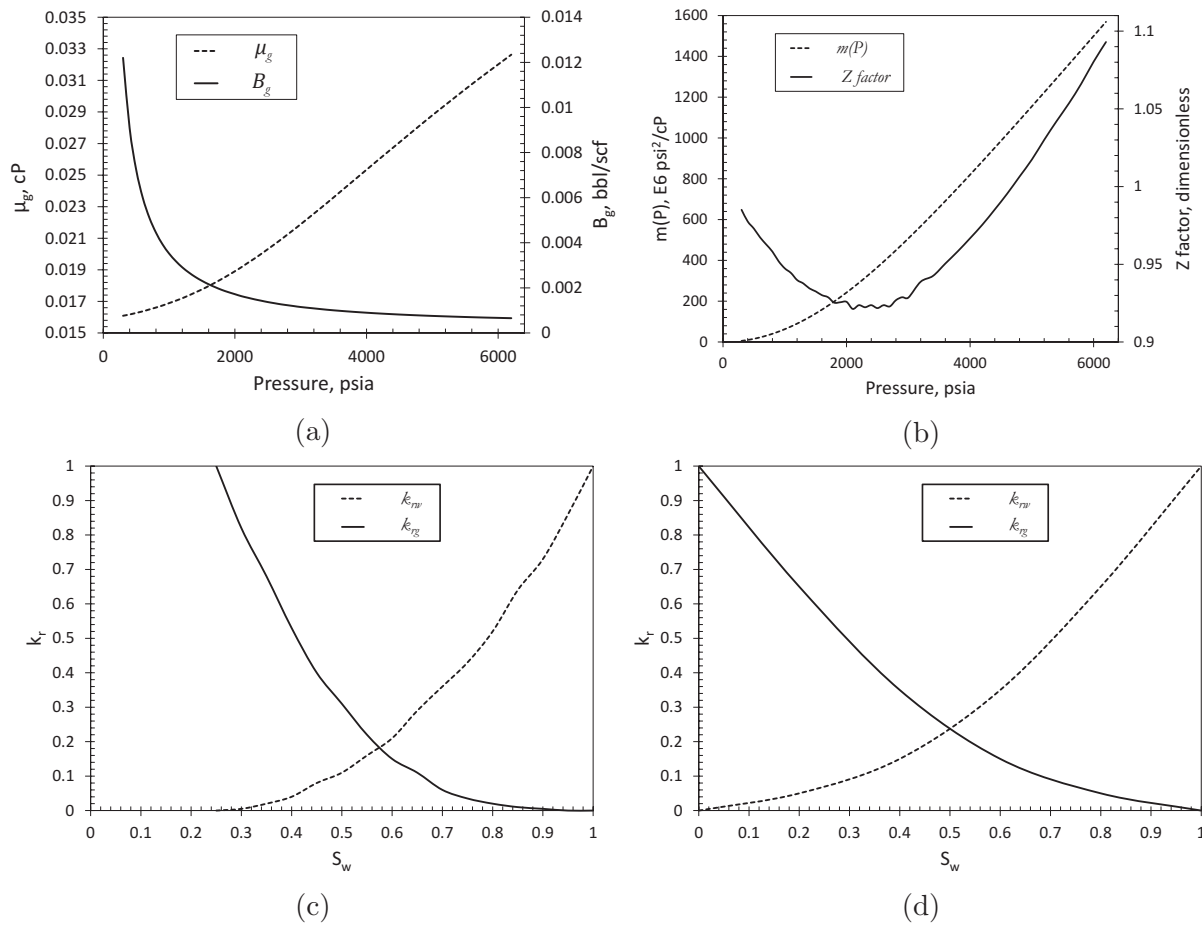 0.035
0.033
0.031
0.029
0.027
0.025
0.023
0.021
0.019
0.017
0.015
μg, cP
μg
Bg
0.014
0.012
0.01
0.008
0.006
0.004
0.002
0
Bg, bbl/scf
0 2000 4000 6000
Pressure, psia
(a)
1600
1400
1200
1000
800
600
400
200
0
m(P), E6 psi²/cP
m(P)
Z factor
1.1
1.05
1
0.95
0.9
Z factor, dimensionless
0 2000 4000 6000
Pressure, psia
(b)
1
0.9
0.8
0.7
0.6
0.5
0.4
0.3
0.2
0.1
0
kr
krw
krg
0 0.1 0.2 0.3 0.4 0.5 0.6 0.7 0.8 0.9 1
Sw
(c)
1
0.9
0.8
0.7
0.6
0.5
0.4
0.3
0.2
0.1
0
kr
krw
krg
0 0.1 0.2 0.3 0.4 0.5 0.6 0.7 0.8 0.9 1
Sw
(d)